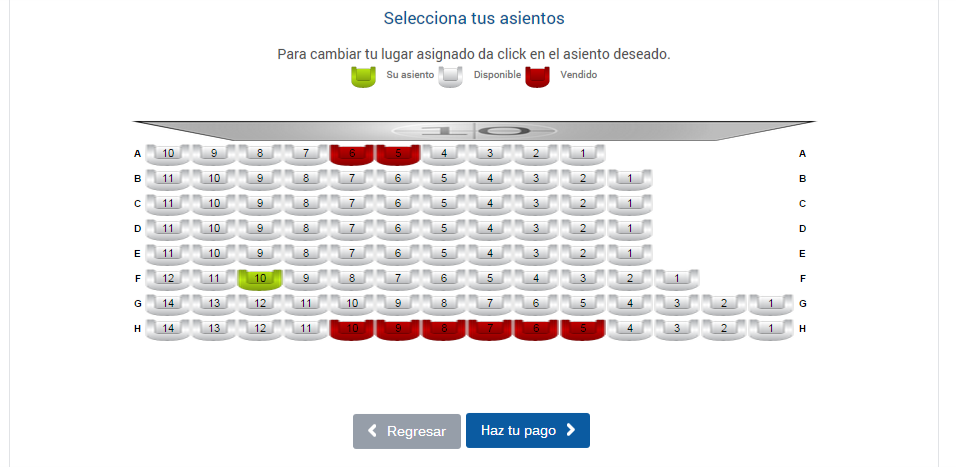 Selecciona tus asientos
Para cambiar tu lugar asignado da click en el asiento deseado.
Su asiento Disponible Vendido
10
A 10 9 8 7 6 5 4 3 2 1 A
B 11 10 9 8 7 6 5 4 3 2 1 B
C 11 10 9 8 7 6 5 4 3 2 1 C
D 11 10 9 8 7 6 5 4 3 2 1 D
E 11 10 9 8 7 6 5 4 3 2 1 E
F 12 11 10 9 8 7 6 5 4 3 2 1 F
G 14 13 12 11 10 9 8 7 6 5 4 3 2 1 G
H 14 13 12 11 10 9 8 7 6 5 4 3 2 1 H
Regresar Haz tu pago